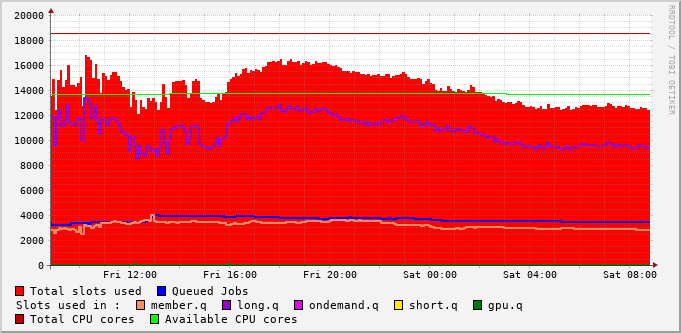 20000
18000
16000
14000
12000
10000
8000
6000
4000
2000
0
Fri 12:00 Fri 16:00 Fri 20:00 Sat 00:00 Sat 04:00 Sat 08:00
Total slots used Queued Jobs
Slots used in : member.q long.q ondemand.q short.q gpu.q
Total CPU cores Available CPU cores
RRDTOOL / TOBI OETIKER